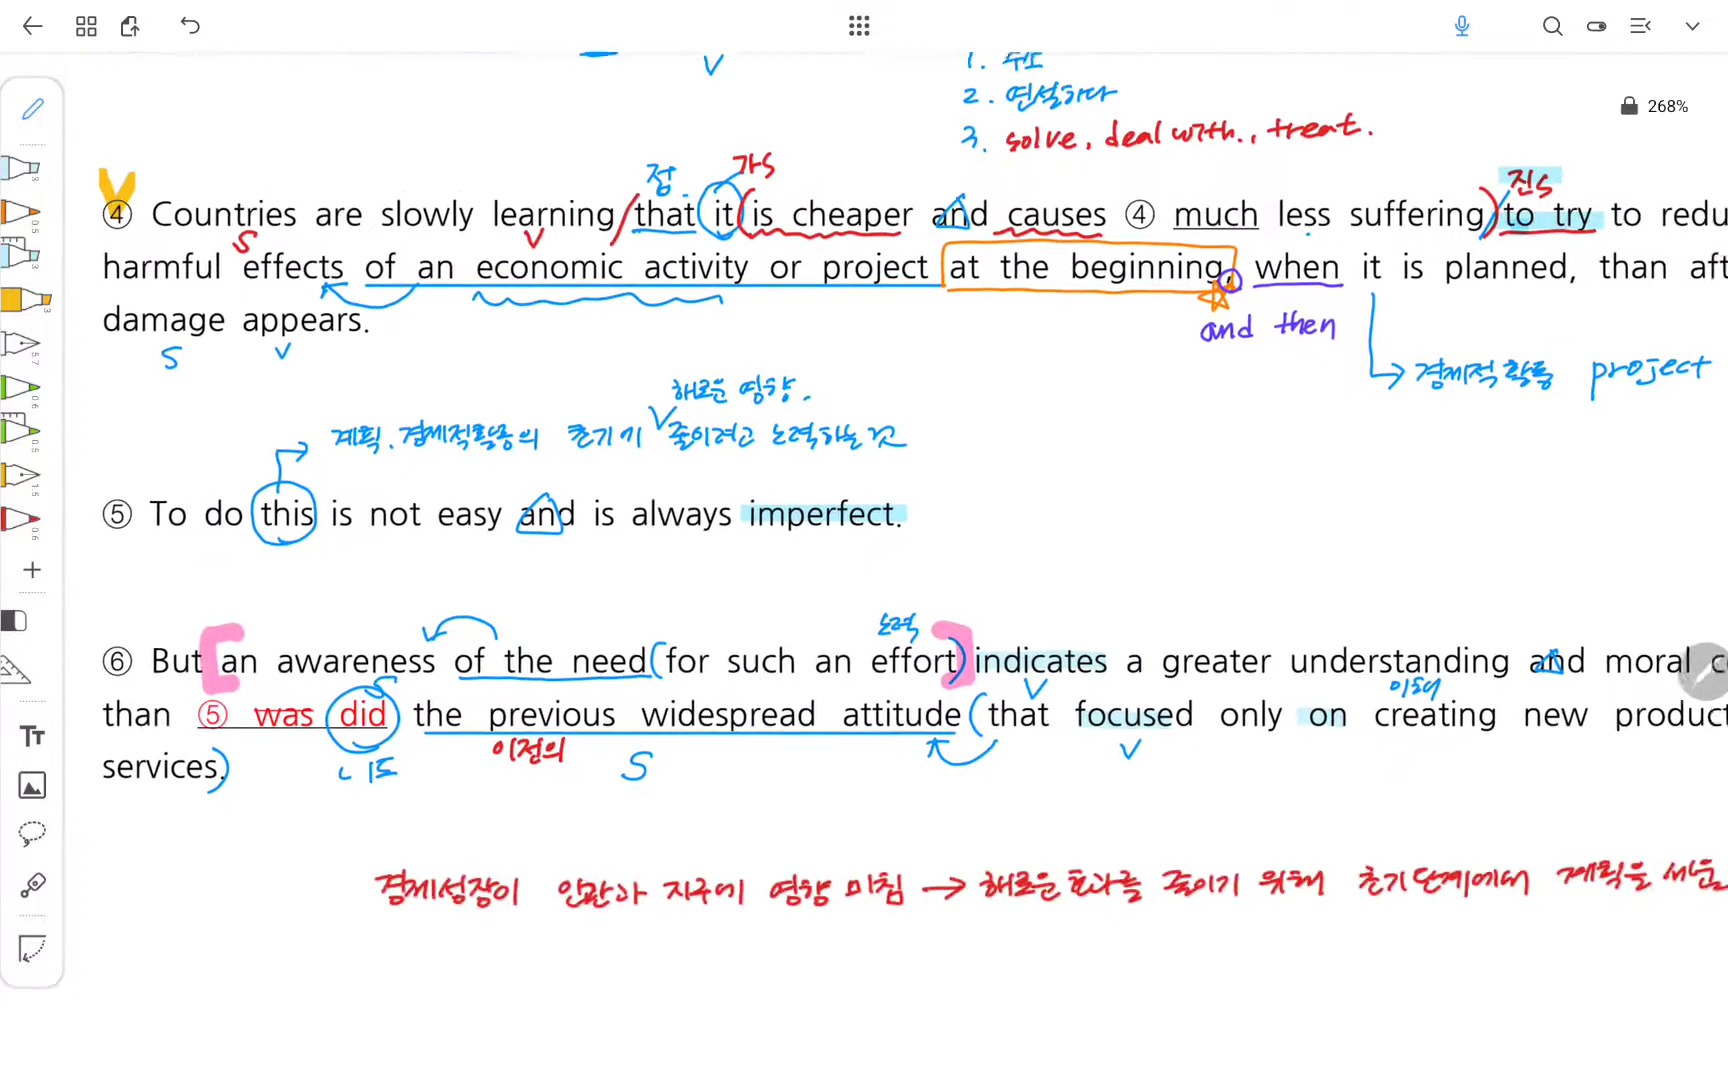 268%
V
2. 연설하다
3. solve, deal with., treat.
접. 가S 진S
④ Countries are slowly learning that it is cheaper and causes ④ much less suffering to try to redu
S V
harmful effects of an economic activity or project at the beginning, when it is planned, than aft
and then
damage appears.
S V
경제적 활동 project
해로운 영향.
계획. 경제적활동의 초기에 줄이려고 노력하는 것
⑤ To do this is not easy and is always imperfect.
노력
⑥ But an awareness of the need for such an effort indicates a greater understanding and moral c
S V 이해
than ⑤ was did the previous widespread attitude that focused only on creating new product
이전의 S V
services.
경제성장이 인간과 지구에 영향 미침 → 해로운 효과를 줄이기 위해 초기단계에서 계획을 세운